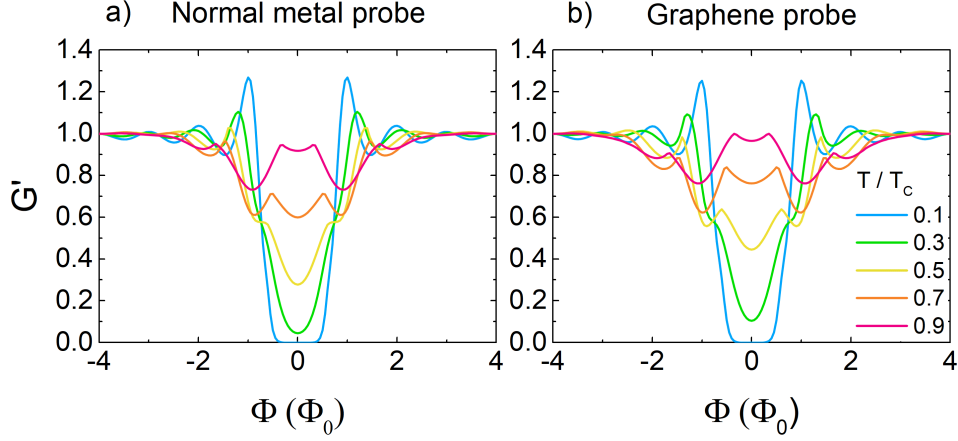 a) Normal metal probe
b) Graphene probe
G'
1.4
1.2
1.0
0.8
0.6
0.4
0.2
0.0
-4 -2 0 2 4
Φ (Φ₀)
1.4
1.2
1.0
0.8
0.6
0.4
0.2
0.0
T / T_C
0.1
0.3
0.5
0.7
0.9
-4 -2 0 2 4
Φ (Φ₀)